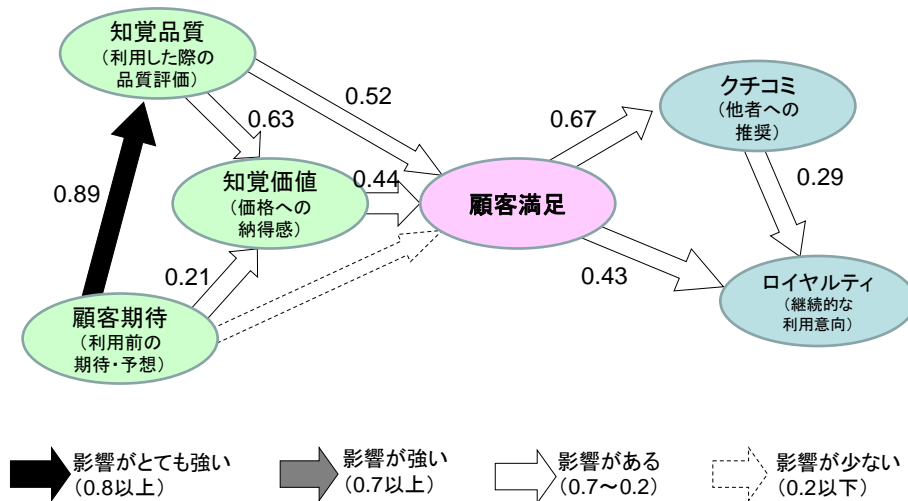 知覚品質
(利用した際の
品質評価)
0.52
0.63
0.89
知覚価値
(価格への
納得感)
0.44
0.21
顧客期待
(利用前の
期待・予想)
顧客満足
0.67
クチコミ
(他者への
推奨)
0.29
0.43
ロイヤルティ
(継続的な
利用意向)
影響がとても強い
(0.8以上)
影響が強い
(0.7以上)
影響がある
(0.7～0.2)
影響が少ない
(0.2以下)